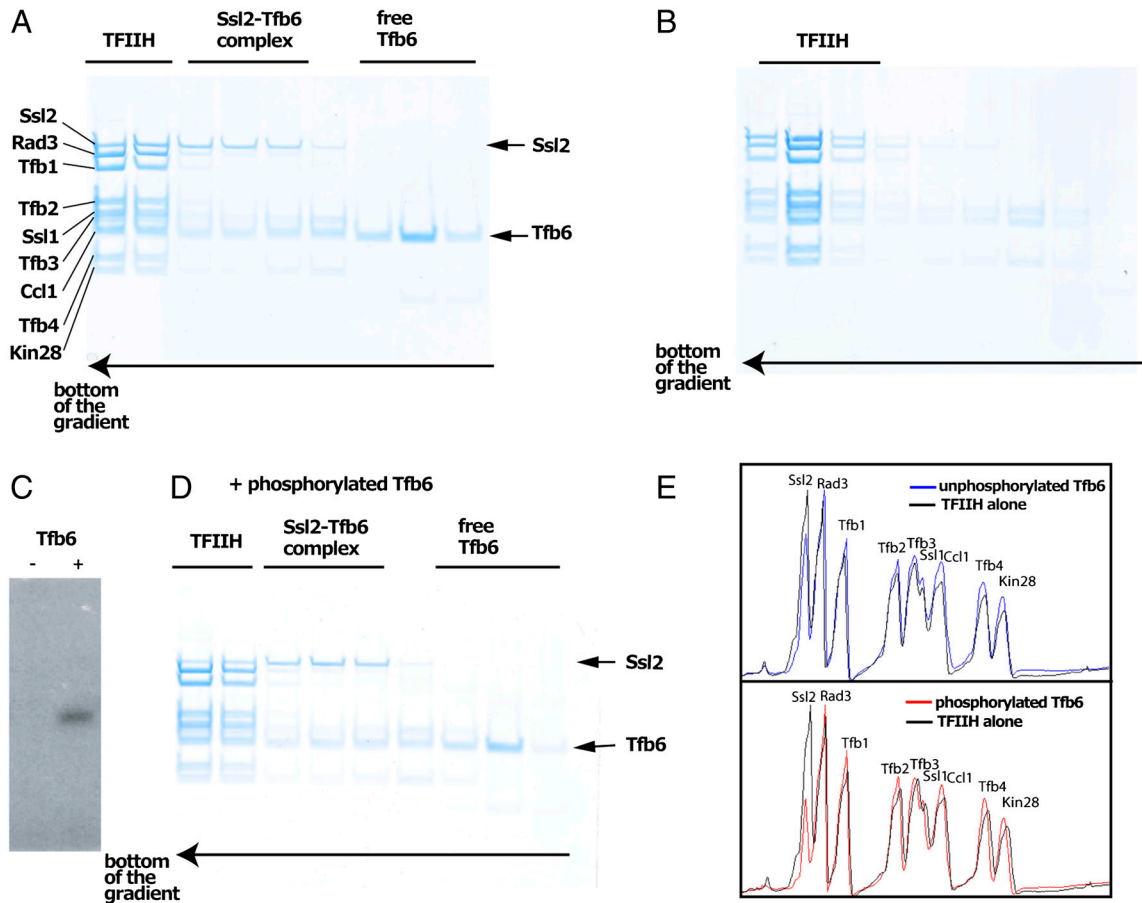 A
TFIIH
Ssl2-Tfb6
complex
free
Tfb6
Ssl2
Rad3
Tfb1
Tfb2
Ssl1
Tfb3
Ccl1
Tfb4
Kin28
Ssl2
Tfb6
bottom
of the
gradient
B
TFIIH
bottom
of the
gradient
C
Tfb6
- +
D
+ phosphorylated Tfb6
TFIIH
Ssl2-Tfb6
complex
free
Tfb6
Ssl2
Tfb6
bottom
of the
gradient
E
Ssl2 Rad3
Tfb1
Tfb2 Tfb3
Ssl1 Ccl1
Tfb4
Kin28
unphosphorylated Tfb6
TFIIH alone
Ssl2 Rad3
Tfb1
Tfb2 Tfb3
Ssl1 Ccl1
Tfb4
Kin28
phosphorylated Tfb6
TFIIH alone